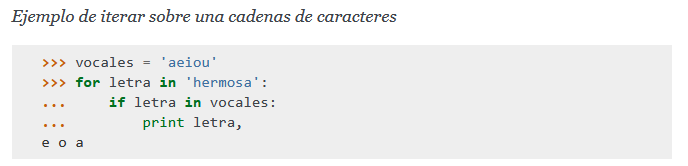 Ejemplo de iterar sobre una cadenas de caracteres
>>> vocales = 'aeiou'
>>> for letra in 'hermosa':
...     if letra in vocales:
...         print letra,
e o a